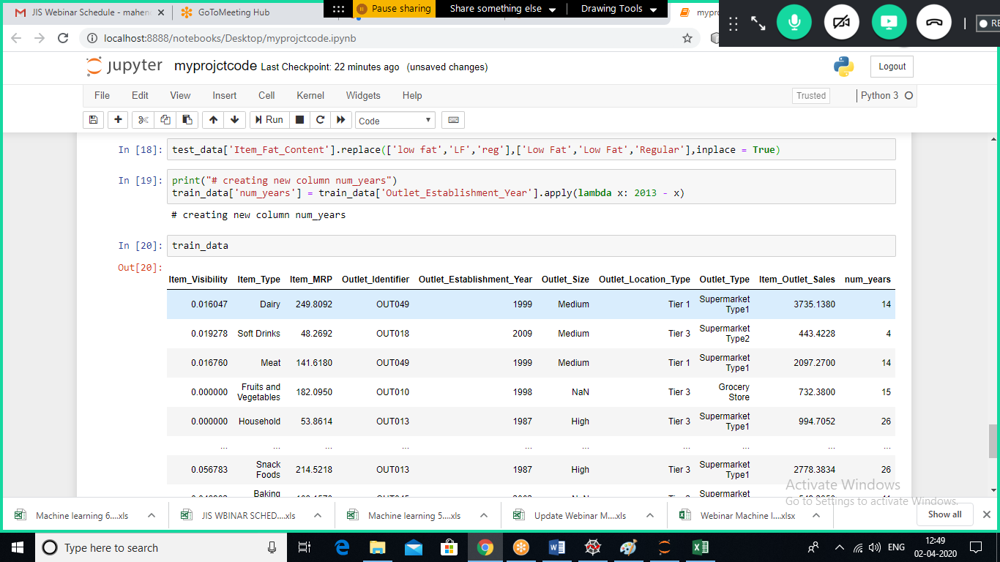 JIS Webinar Schedule - mahend
GoToMeeting Hub
Pause sharing
Share something else
Drawing Tools
myproj
RE
localhost:8888/notebooks/Desktop/myprojctcode.ipynb
jupyter myprojctcode Last Checkpoint: 22 minutes ago (unsaved changes)
Logout
File Edit View Insert Cell Kernel Widgets Help
Trusted
Python 3
Run
Code
In [18]: test_data['Item_Fat_Content'].replace(['low fat','LF','reg'],['Low Fat','Low Fat','Regular'],inplace = True)
In [19]: print("# creating new column num_years")
train_data['num_years'] = train_data['Outlet_Establishment_Year'].apply(lambda x: 2013 - x)
# creating new column num_years
In [20]: train_data
Out[20]:
Item_Visibility Item_Type Item_MRP Outlet_Identifier Outlet_Establishment_Year Outlet_Size Outlet_Location_Type Outlet_Type Item_Outlet_Sales num_years
0.016047 Dairy 249.8092 OUT049 1999 Medium Tier 1 Supermarket Type1 3735.1380 14
0.019278 Soft Drinks 48.2692 OUT018 2009 Medium Tier 3 Supermarket Type2 443.4228 4
0.016760 Meat 141.6180 OUT049 1999 Medium Tier 1 Supermarket Type1 2097.2700 14
0.000000 Fruits and Vegetables 182.0950 OUT010 1998 NaN Tier 3 Grocery Store 732.3800 15
0.000000 Household 53.8614 OUT013 1987 High Tier 3 Supermarket Type1 994.7052 26
... ... ... ... ... ... ... ... ... ...
0.056783 Snack Foods 214.5218 OUT013 1987 High Tier 3 Supermarket Type1 2778.3834 26
Baking Supermarket
Activate Windows
Go to Settings to activate Windows.
Machine learning 6....xls
JIS WBINAR SCHED....xls
Machine learning 5....xls
Update Webinar M....xls
Webinar Machine l....xlsx
Show all
Type here to search
ENG
12:49
02-04-2020